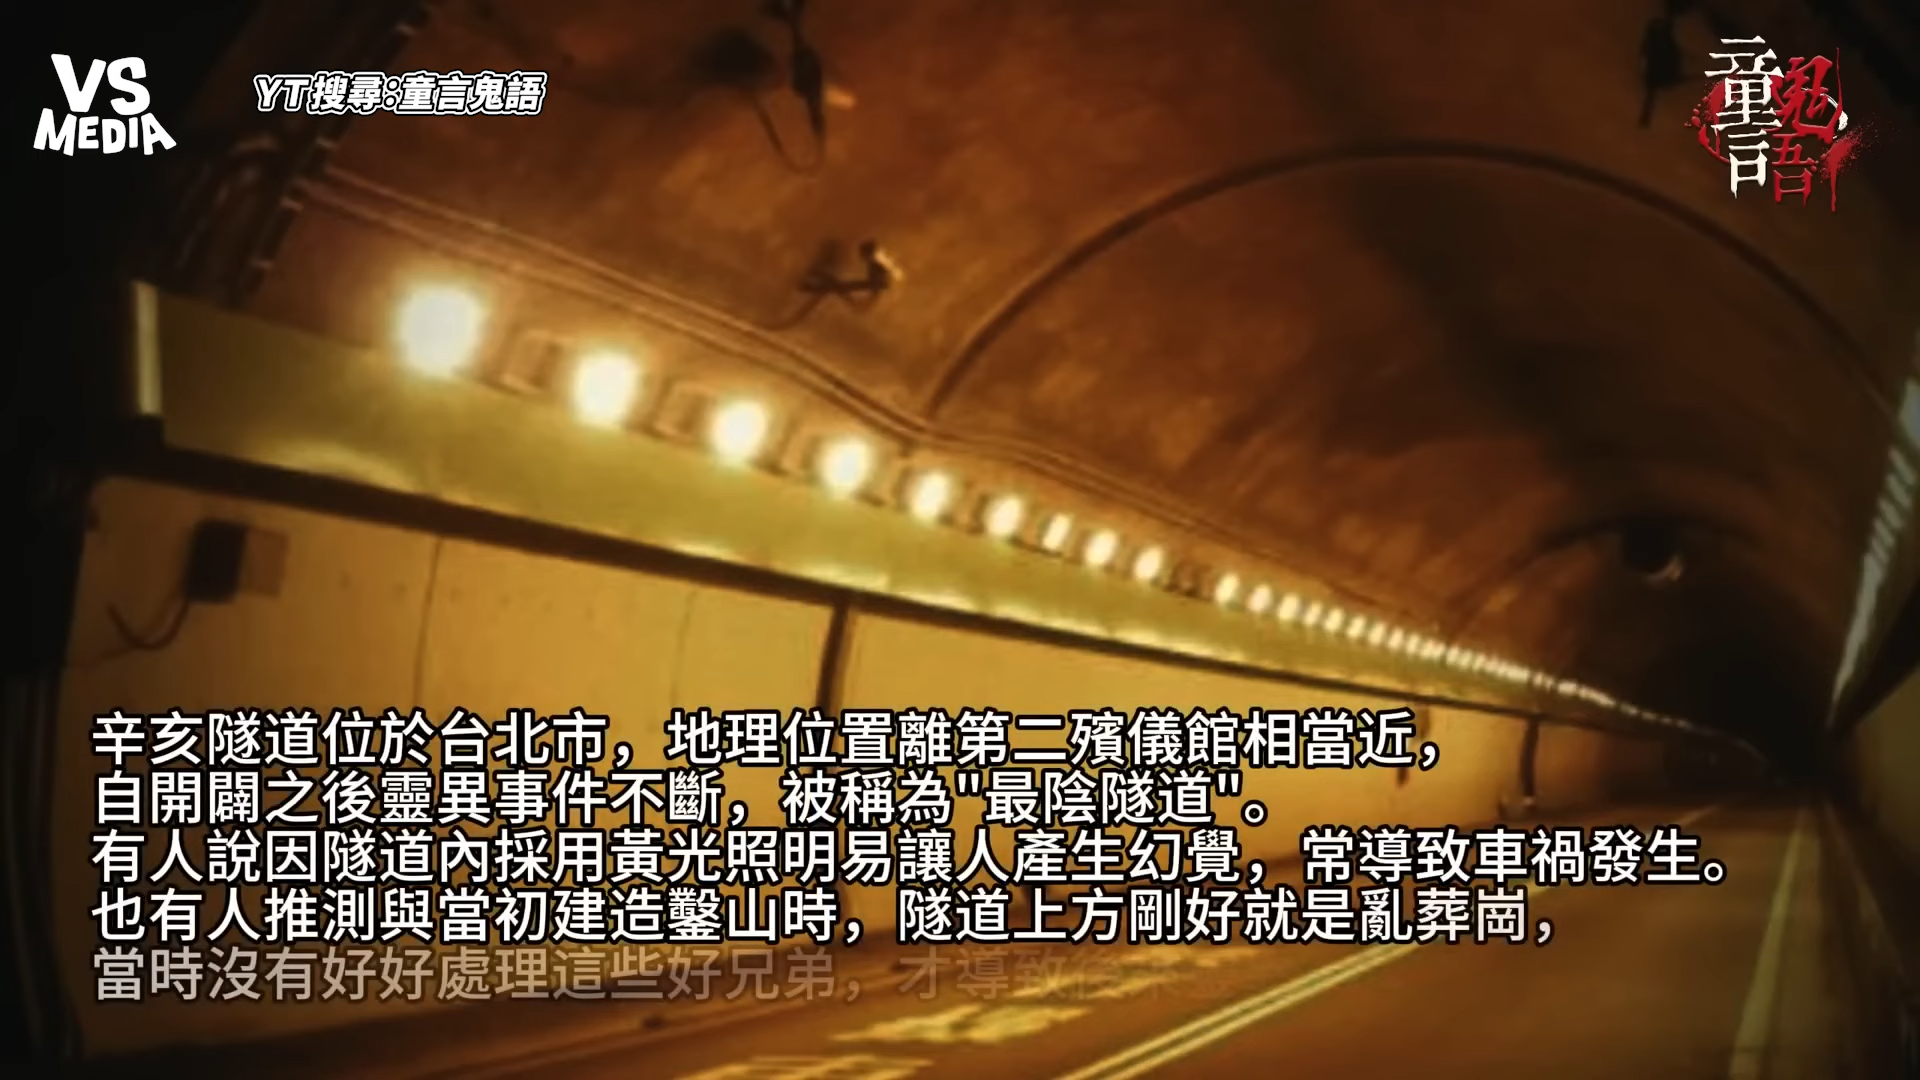 VS
MEDIA
YT搜尋:童言鬼語
童言鬼語
辛亥隧道位於台北市，地理位置離第二殯儀館相當近，
自開闢之後靈異事件不斷，被稱為"最陰隧道"。
有人說因隧道內採用黃光照明易讓人產生幻覺，常導致車禍發生。
也有人推測與當初建造鑿山時，隧道上方剛好就是亂葬崗，
當時沒有好好處理這些好兄弟，才導致後來